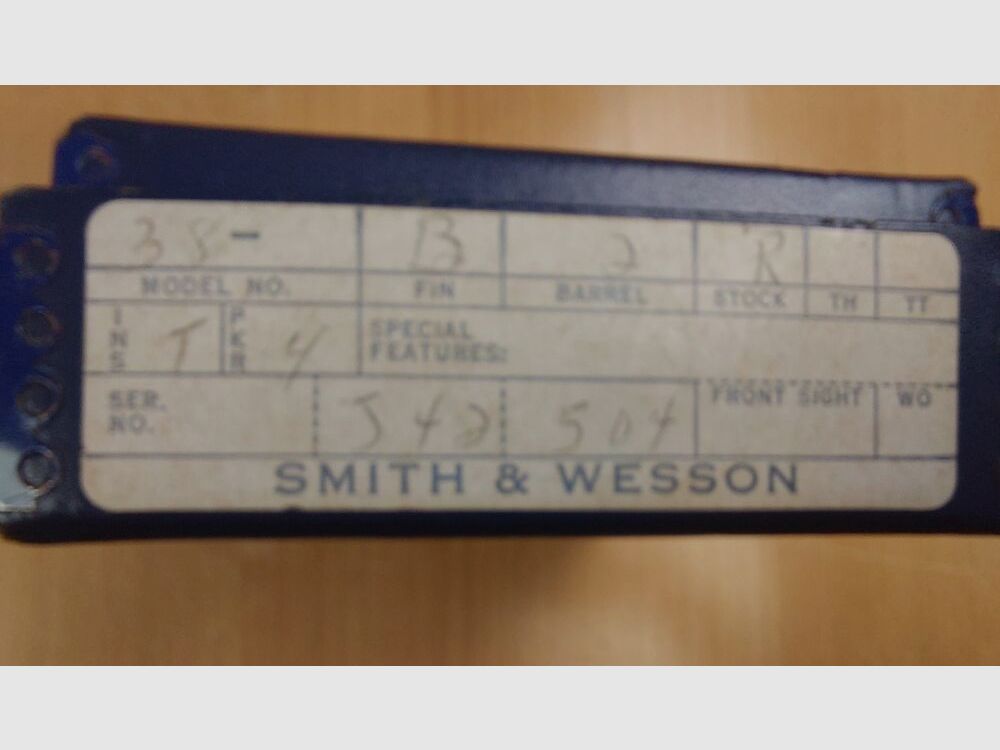 38- B 2 R
MODEL NO. FIN BARREL STOCK TH TT
INS T PKR 4 SPECIAL
FEATURES:
SER. NO. J42 504 FRONT SIGHT WO
SMITH & WESSON